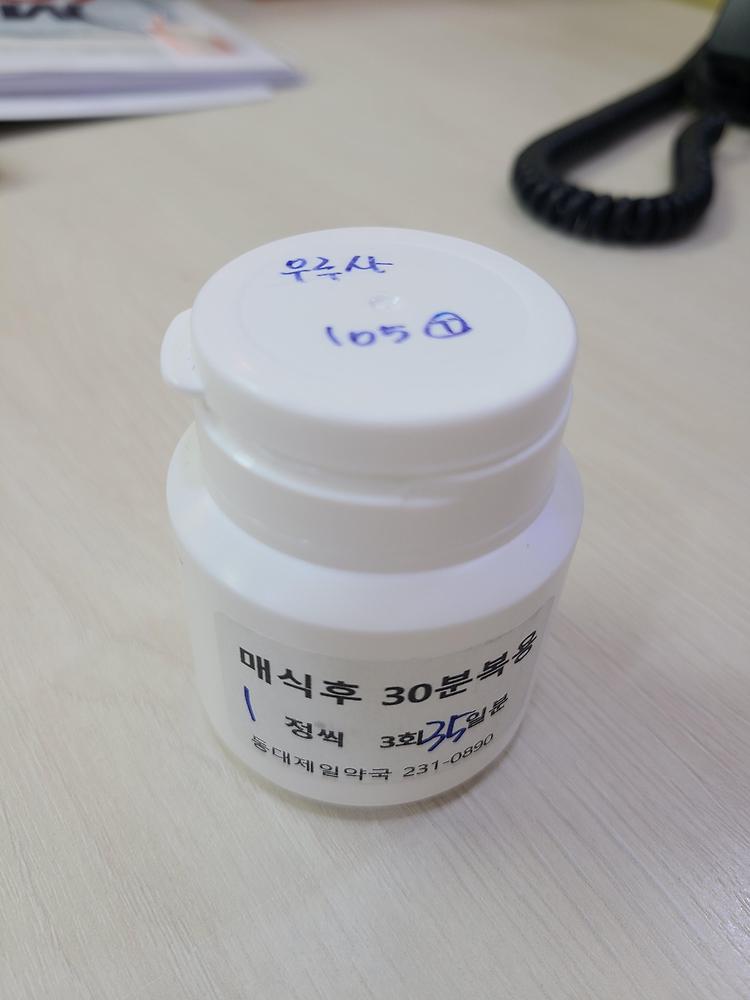 우루사
105 Ⓣ
매식후 30분복용
1 정씩 3회 35일분
동대제일약국 231-0890